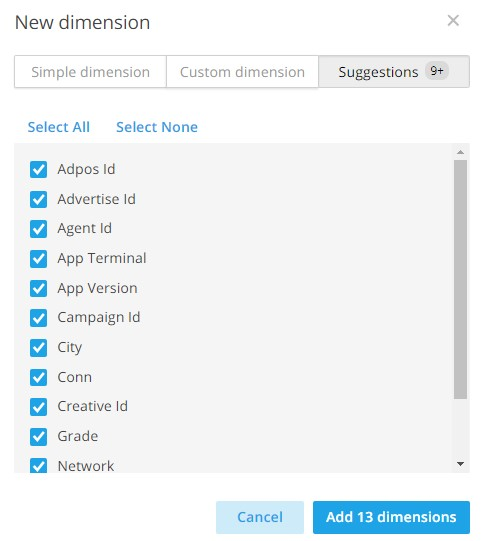 New dimension
Simple dimension Custom dimension Suggestions 9+
Select All Select None
Adpos Id
Advertise Id
Agent Id
App Terminal
App Version
Campaign Id
City
Conn
Creative Id
Grade
Network
Cancel Add 13 dimensions